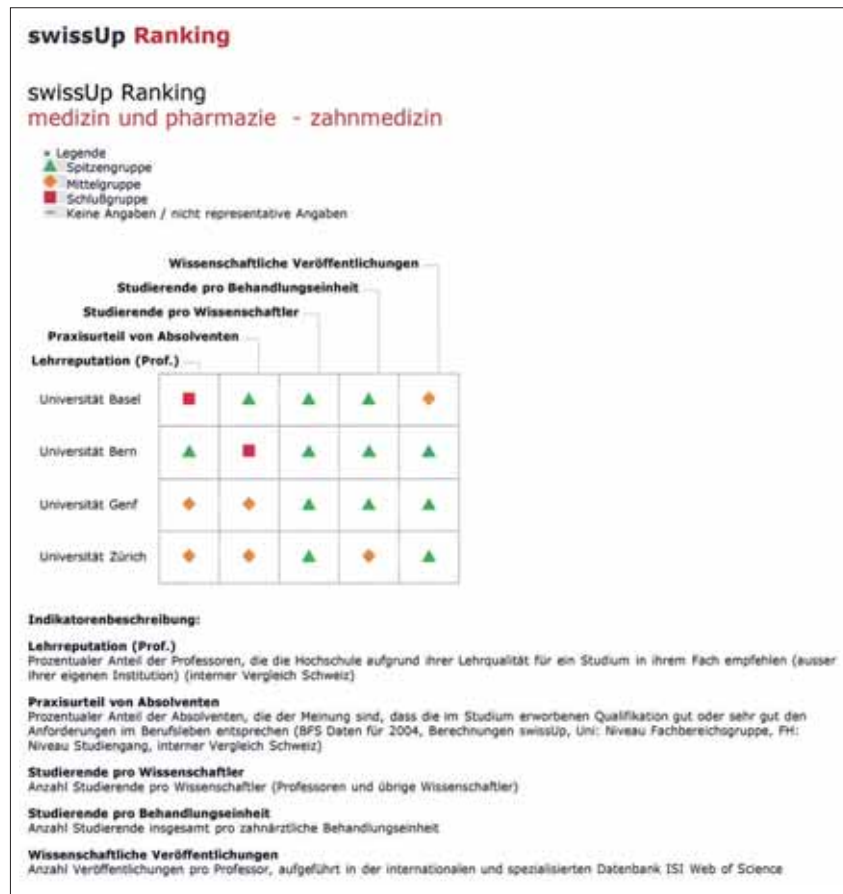 swissUp Ranking
swissUp Ranking
medizin und pharmazie - zahnmedizin
Legende
Spitzengruppe
Mittelgruppe
Schlußgruppe
Keine Angaben / nicht representative Angaben
Wissenschaftliche Veröffentlichungen
Studierende pro Behandlungseinheit
Studierende pro Wissenschaftler
Praxisurteil von Absolventen
Lehrreputation (Prof.)
Universität Basel
Universität Bern
Universität Genf
Universität Zürich
Indikatorenbeschreibung:
Lehrreputation (Prof.)
Prozentualer Anteil der Professoren, die die Hochschule aufgrund ihrer Lehrqualität für ein Studium in ihrem Fach empfehlen (ausser
ihrer eigenen Institution) (interner Vergleich Schweiz)
Praxisurteil von Absolventen
Prozentualer Anteil der Absolventen, die der Meinung sind, dass die im Studium erworbenen Qualifikation gut oder sehr gut den
Anforderungen im Berufsleben entsprechen (BFS Daten für 2004, Berechnungen swissUp, Uni: Niveau Fachbereichsgruppe, FH:
Niveau Studiengang, interner Vergleich Schweiz)
Studierende pro Wissenschaftler
Anzahl Studierende pro Wissenschaftler (Professoren und übrige Wissenschaftler)
Studierende pro Behandlungseinheit
Anzahl Studierende insgesamt pro zahnärztliche Behandlungseinheit
Wissenschaftliche Veröffentlichungen
Anzahl Veröffentlichungen pro Professor, aufgeführt in der internationalen und spezialisierten Datenbank ISI Web of Science